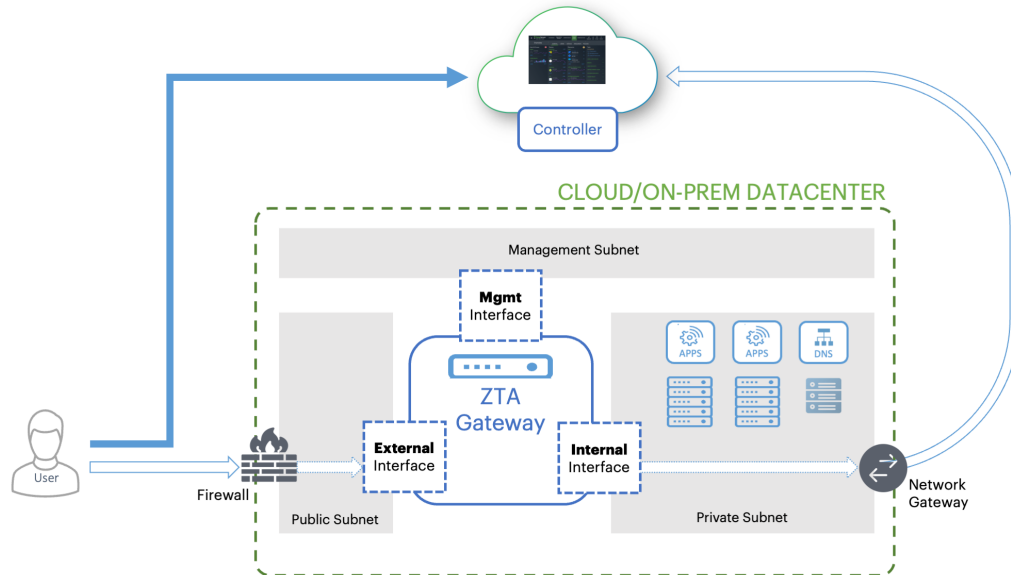 Controller
CLOUD/ON-PREM DATACENTER
Management Subnet
Mgmt
Interface
APPS
APPS
DNS
ZTA
Gateway
External
Interface
Internal
Interface
User
Firewall
Network
Gateway
Public Subnet
Private Subnet